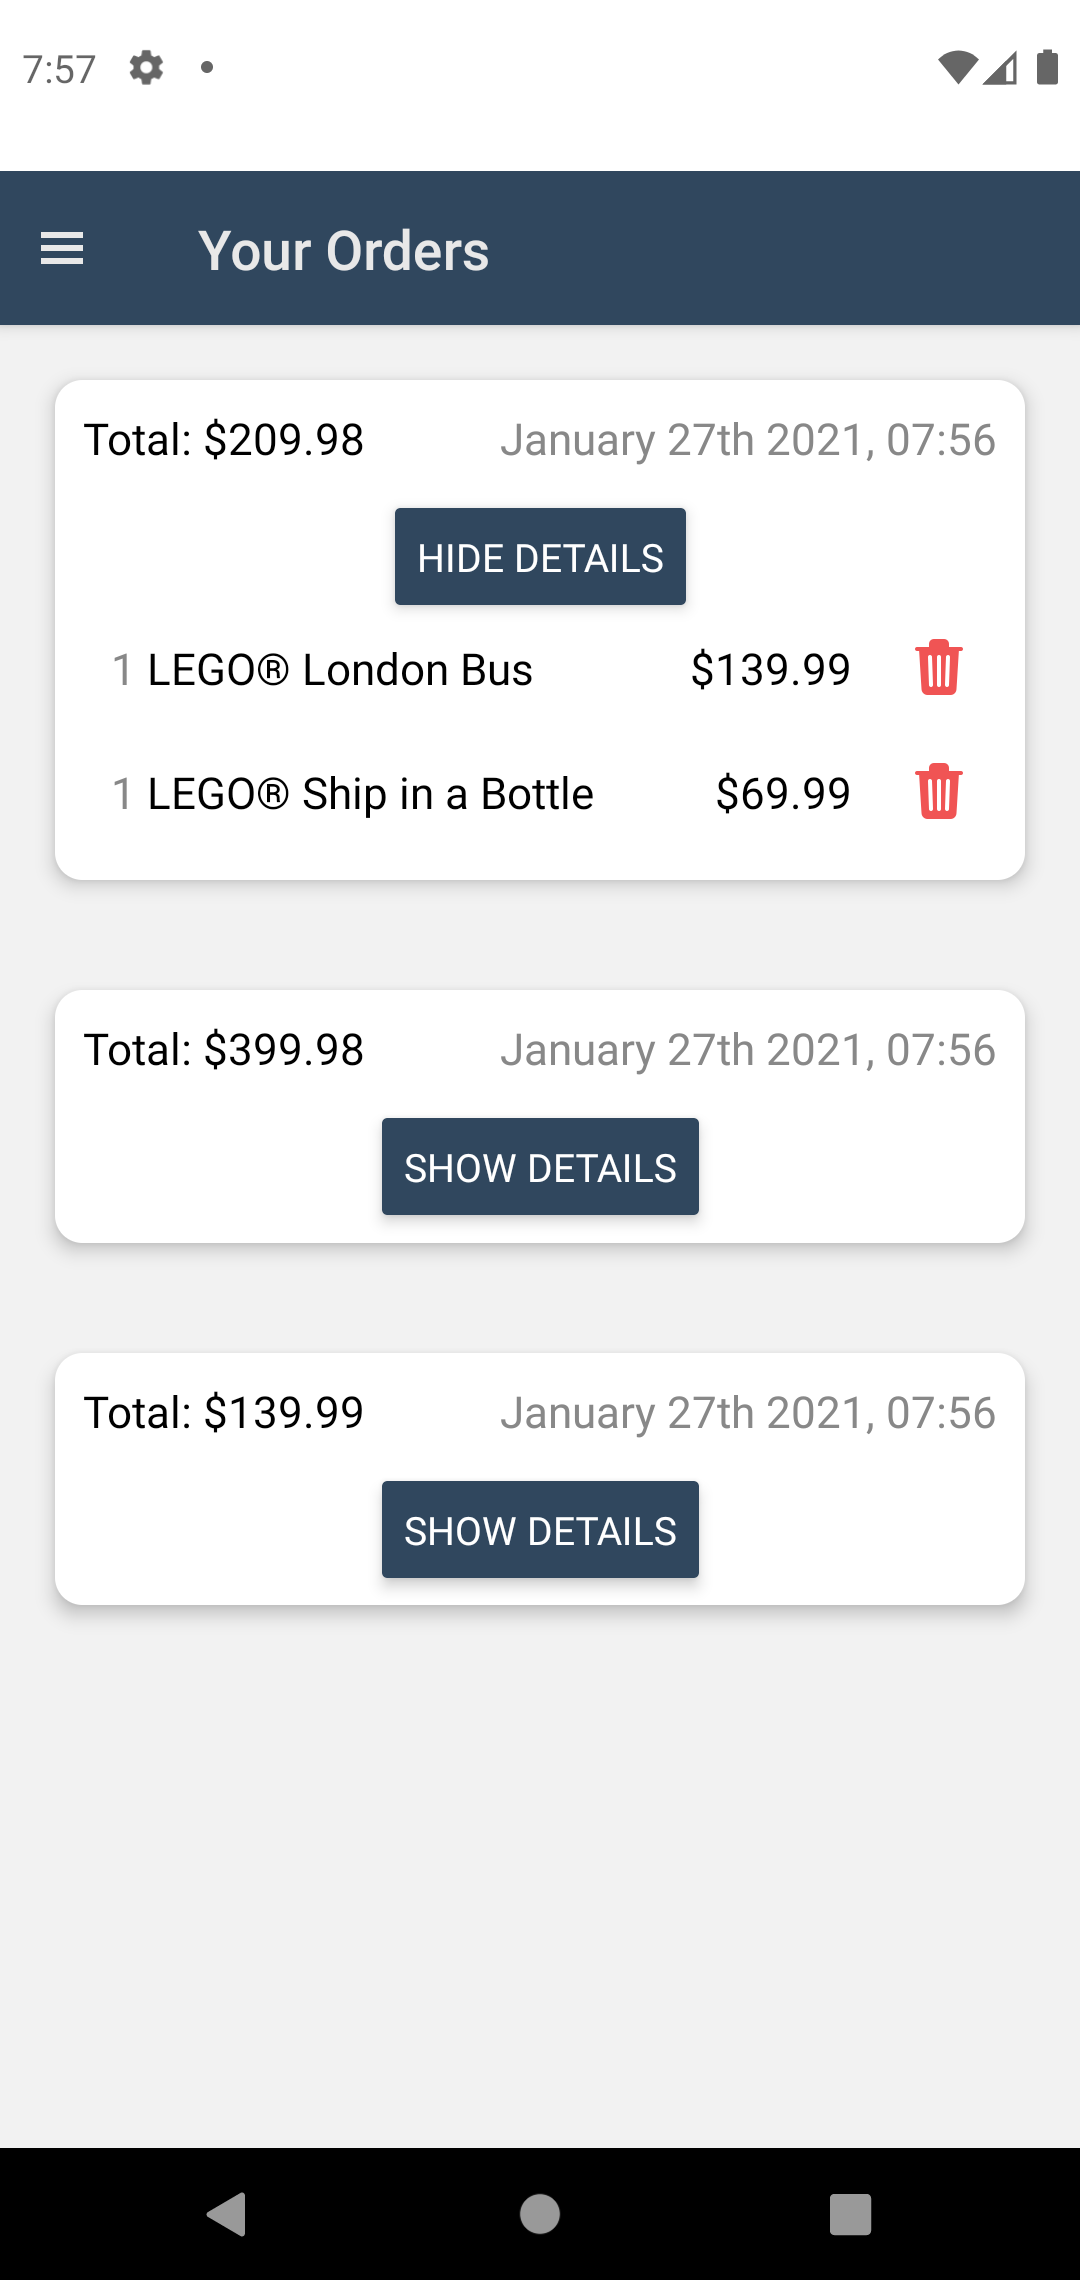 7:57
Your Orders
Total: $209.98 January 27th 2021, 07:56
HIDE DETAILS
1 LEGO® London Bus $139.99
1 LEGO® Ship in a Bottle $69.99
Total: $399.98 January 27th 2021, 07:56
SHOW DETAILS
Total: $139.99 January 27th 2021, 07:56
SHOW DETAILS